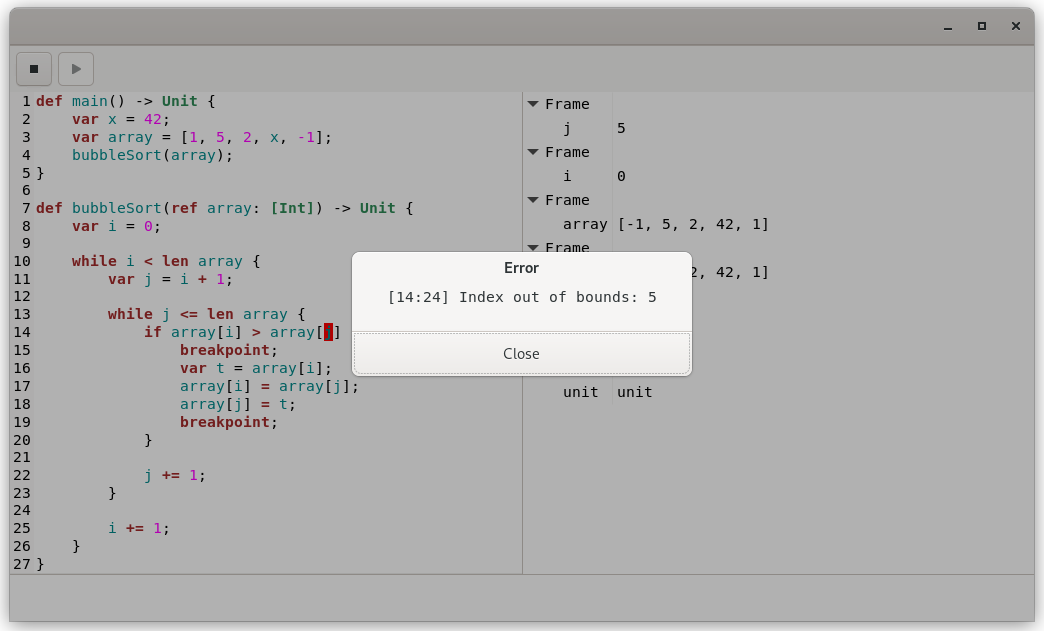 1 def main() -> Unit {
2 var x = 42;
3 var array = [1, 5, 2, x, -1];
4 bubbleSort(array);
5 }
6
7 def bubbleSort(ref array: [Int]) -> Unit {
8 var i = 0;
9
10 while i < len array {
11 var j = i + 1;
12
13 while j <= len array {
14 if array[i] > array[j]
15 breakpoint;
16 var t = array[i];
17 array[i] = array[j];
18 array[j] = t;
19 breakpoint;
20 }
21
22 j += 1;
23 }
24
25 i += 1;
26 }
27 }
Frame
j 5
Frame
i 0
Frame
array [-1, 5, 2, 42, 1]
Frame
2, 42, 1]
unit unit
Error
[14:24] Index out of bounds: 5
Close